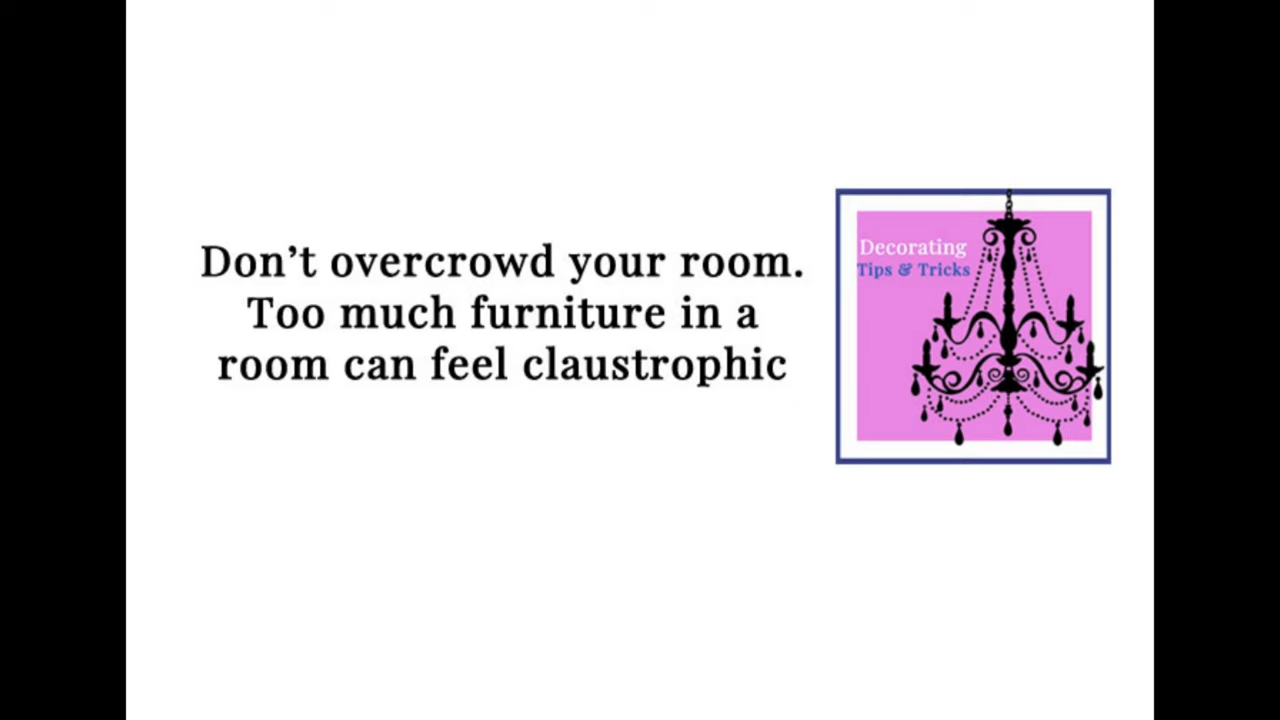 Don’t overcrowd your room.
Too much furniture in a
room can feel claustrophic
Decorating
Tips & Tricks